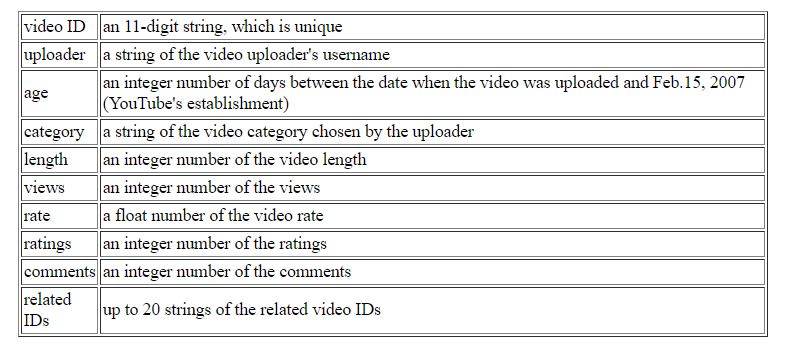 video ID an 11-digit string, which is unique
uploader a string of the video uploader's username
age an integer number of days between the date when the video was uploaded and Feb.15, 2007
(YouTube's establishment)
category a string of the video category chosen by the uploader
length an integer number of the video length
views an integer number of the views
rate a float number of the video rate
ratings an integer number of the ratings
comments an integer number of the comments
related
IDs up to 20 strings of the related video IDs